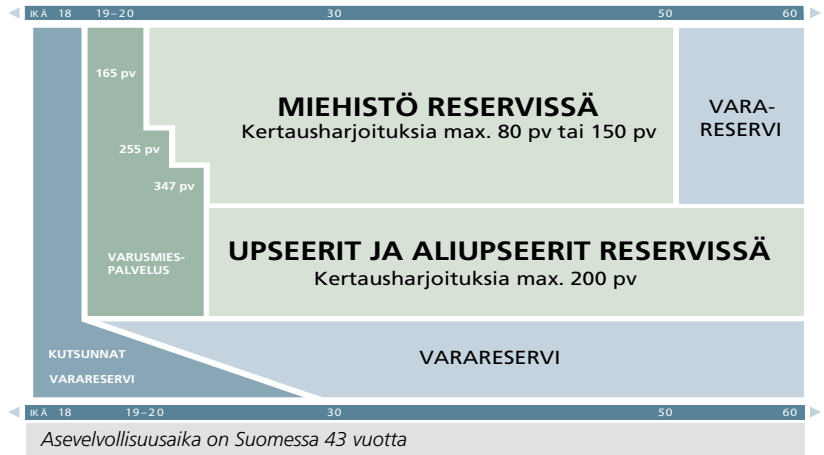 IKÄ 18 19–20 30 50 60
165 pv
255 pv
347 pv
VARUSMIES-
PALVELUS
MIEHISTÖ RESERVISSÄ
Kertausharjoituksia max. 80 pv tai 150 pv
VARA-
RESERVI
UPSEERIT JA ALIUPSEERIT RESERVISSÄ
Kertausharjoituksia max. 200 pv
KUTSUNNAT
VARARESERVI
VARARESERVI
IKÄ 18 19–20 30 50 60
Asevelvollisuusaika on Suomessa 43 vuotta